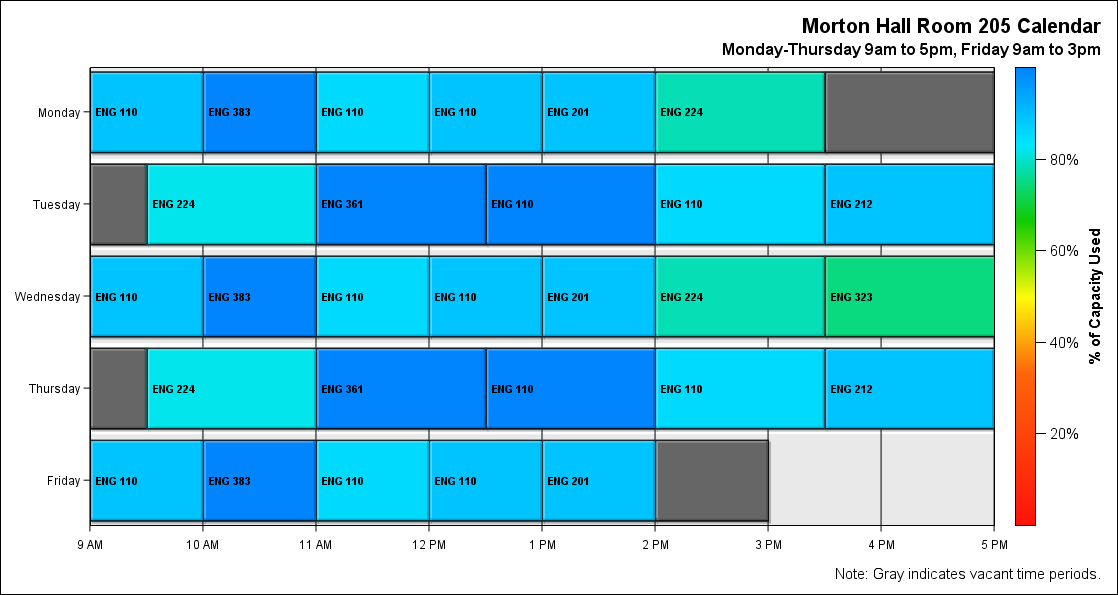 Morton Hall Room 205 Calendar
Monday-Thursday 9am to 5pm, Friday 9am to 3pm
Monday
ENG 110
ENG 383
ENG 110
ENG 110
ENG 201
ENG 224
Tuesday
ENG 224
ENG 361
ENG 110
ENG 110
ENG 212
Wednesday
ENG 110
ENG 383
ENG 110
ENG 110
ENG 201
ENG 224
ENG 323
Thursday
ENG 224
ENG 361
ENG 110
ENG 110
ENG 212
Friday
ENG 110
ENG 383
ENG 110
ENG 110
ENG 201
9 AM
10 AM
11 AM
12 PM
1 PM
2 PM
3 PM
4 PM
5 PM
80%
60%
40%
20%
% of Capacity Used
Note: Gray indicates vacant time periods.